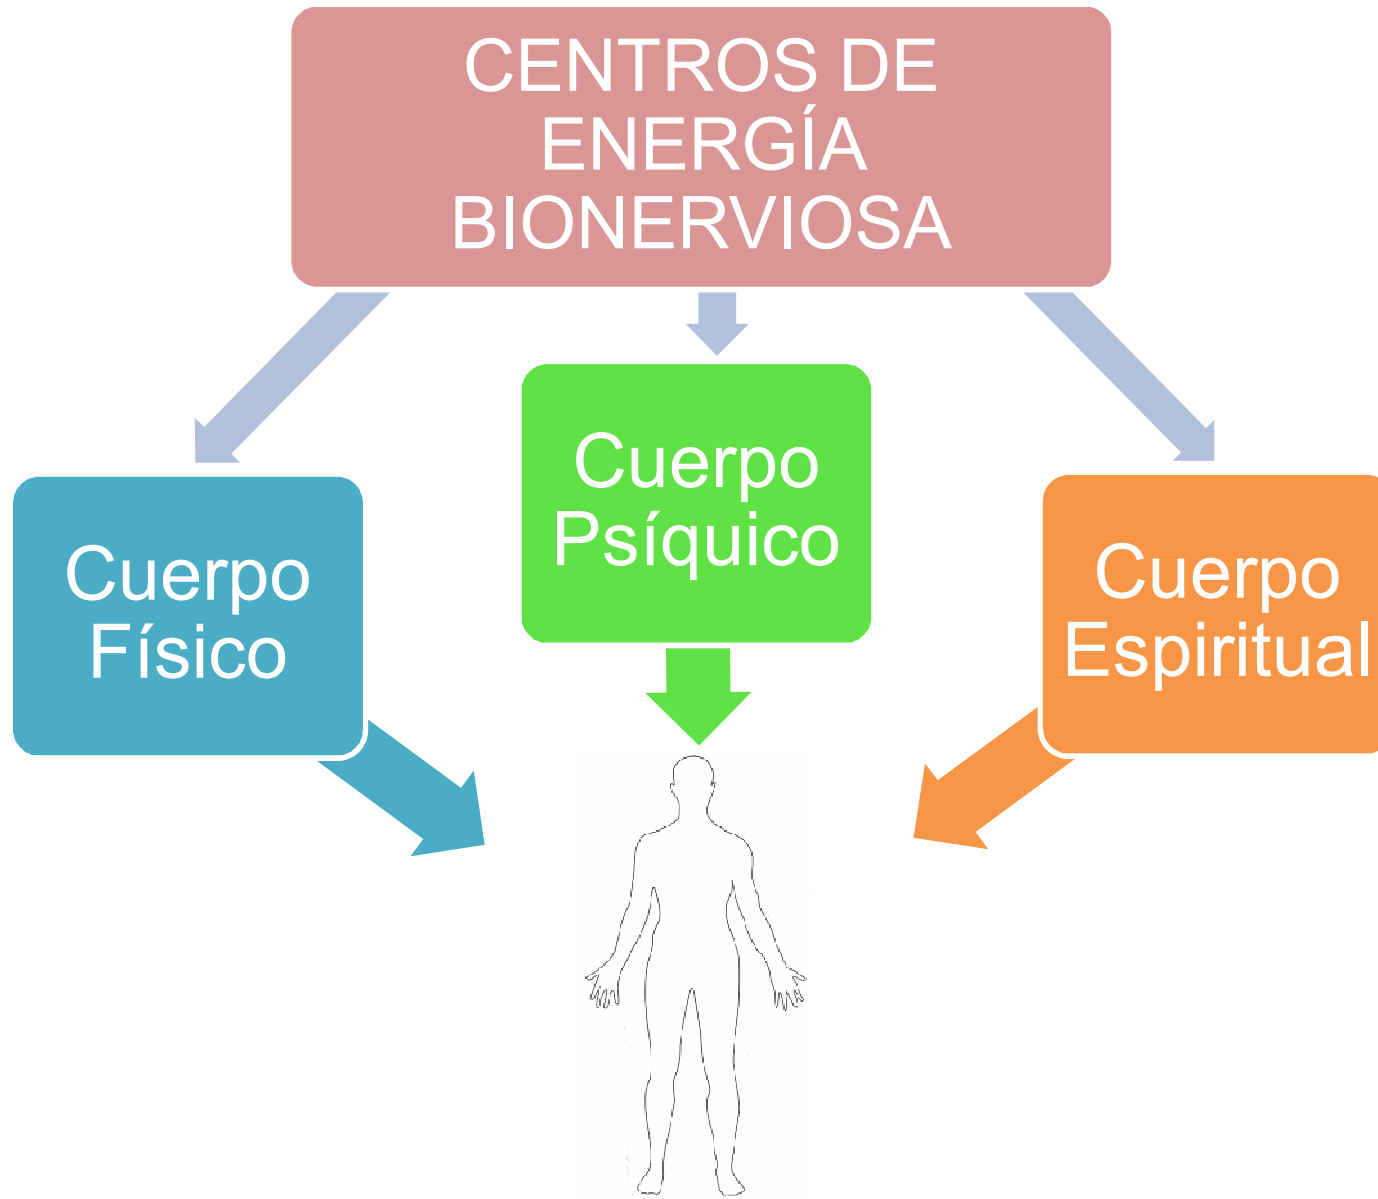 CENTROS DE
ENERGÍA
BIONERVIOSA
Cuerpo
Psíquico
Cuerpo
Físico
Cuerpo
Espiritual